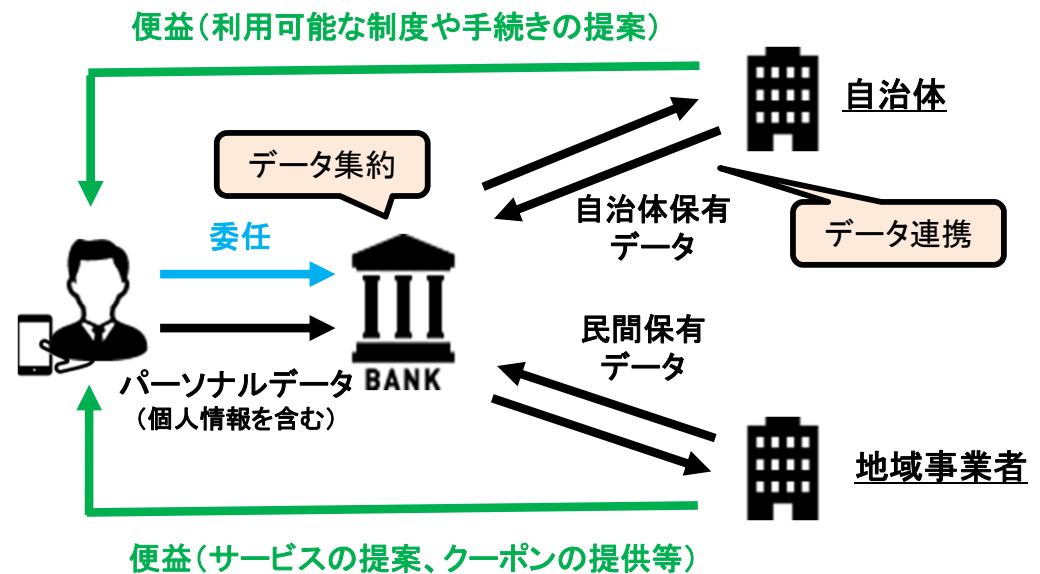 便益（利用可能な制度や手続きの提案）
自治体
データ集約
自治体保有
データ
データ連携
委任
民間保有
データ
BANK
パーソナルデータ
（個人情報を含む）
地域事業者
便益（サービスの提案、クーポンの提供等）